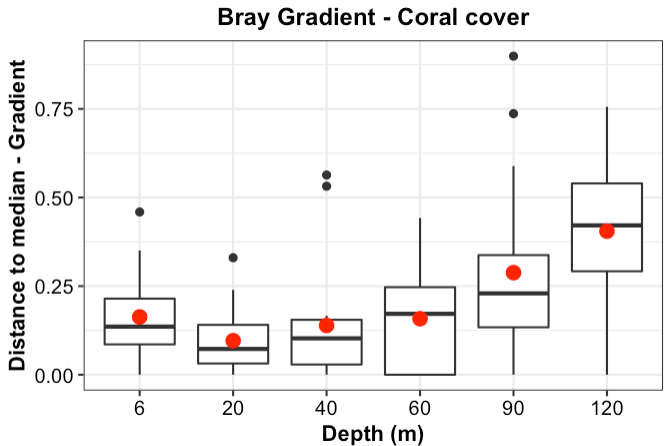 Bray Gradient - Coral cover
Distance to median - Gradient
0.75
0.50
0.25
0.00
6 20 40 60 90 120
Depth (m)